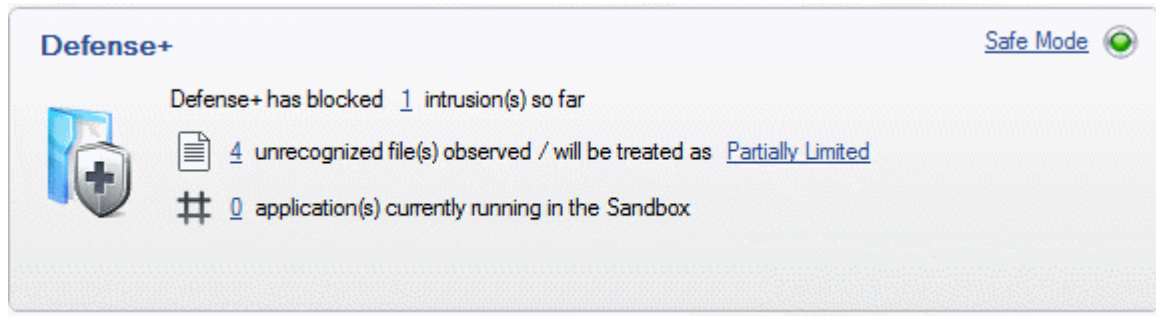 Defense+
Safe Mode
Defense+ has blocked 1 intrusion(s) so far
4 unrecognized file(s) observed / will be treated as Partially Limited
0 application(s) currently running in the Sandbox